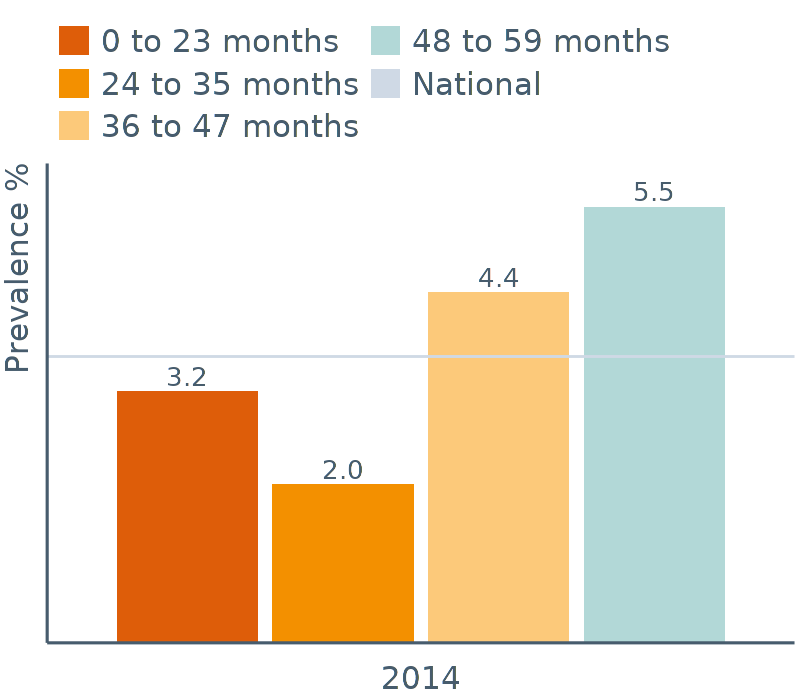 0 to 23 months
24 to 35 months
36 to 47 months
48 to 59 months
National
Prevalence %
3.2
2.0
4.4
5.5
2014